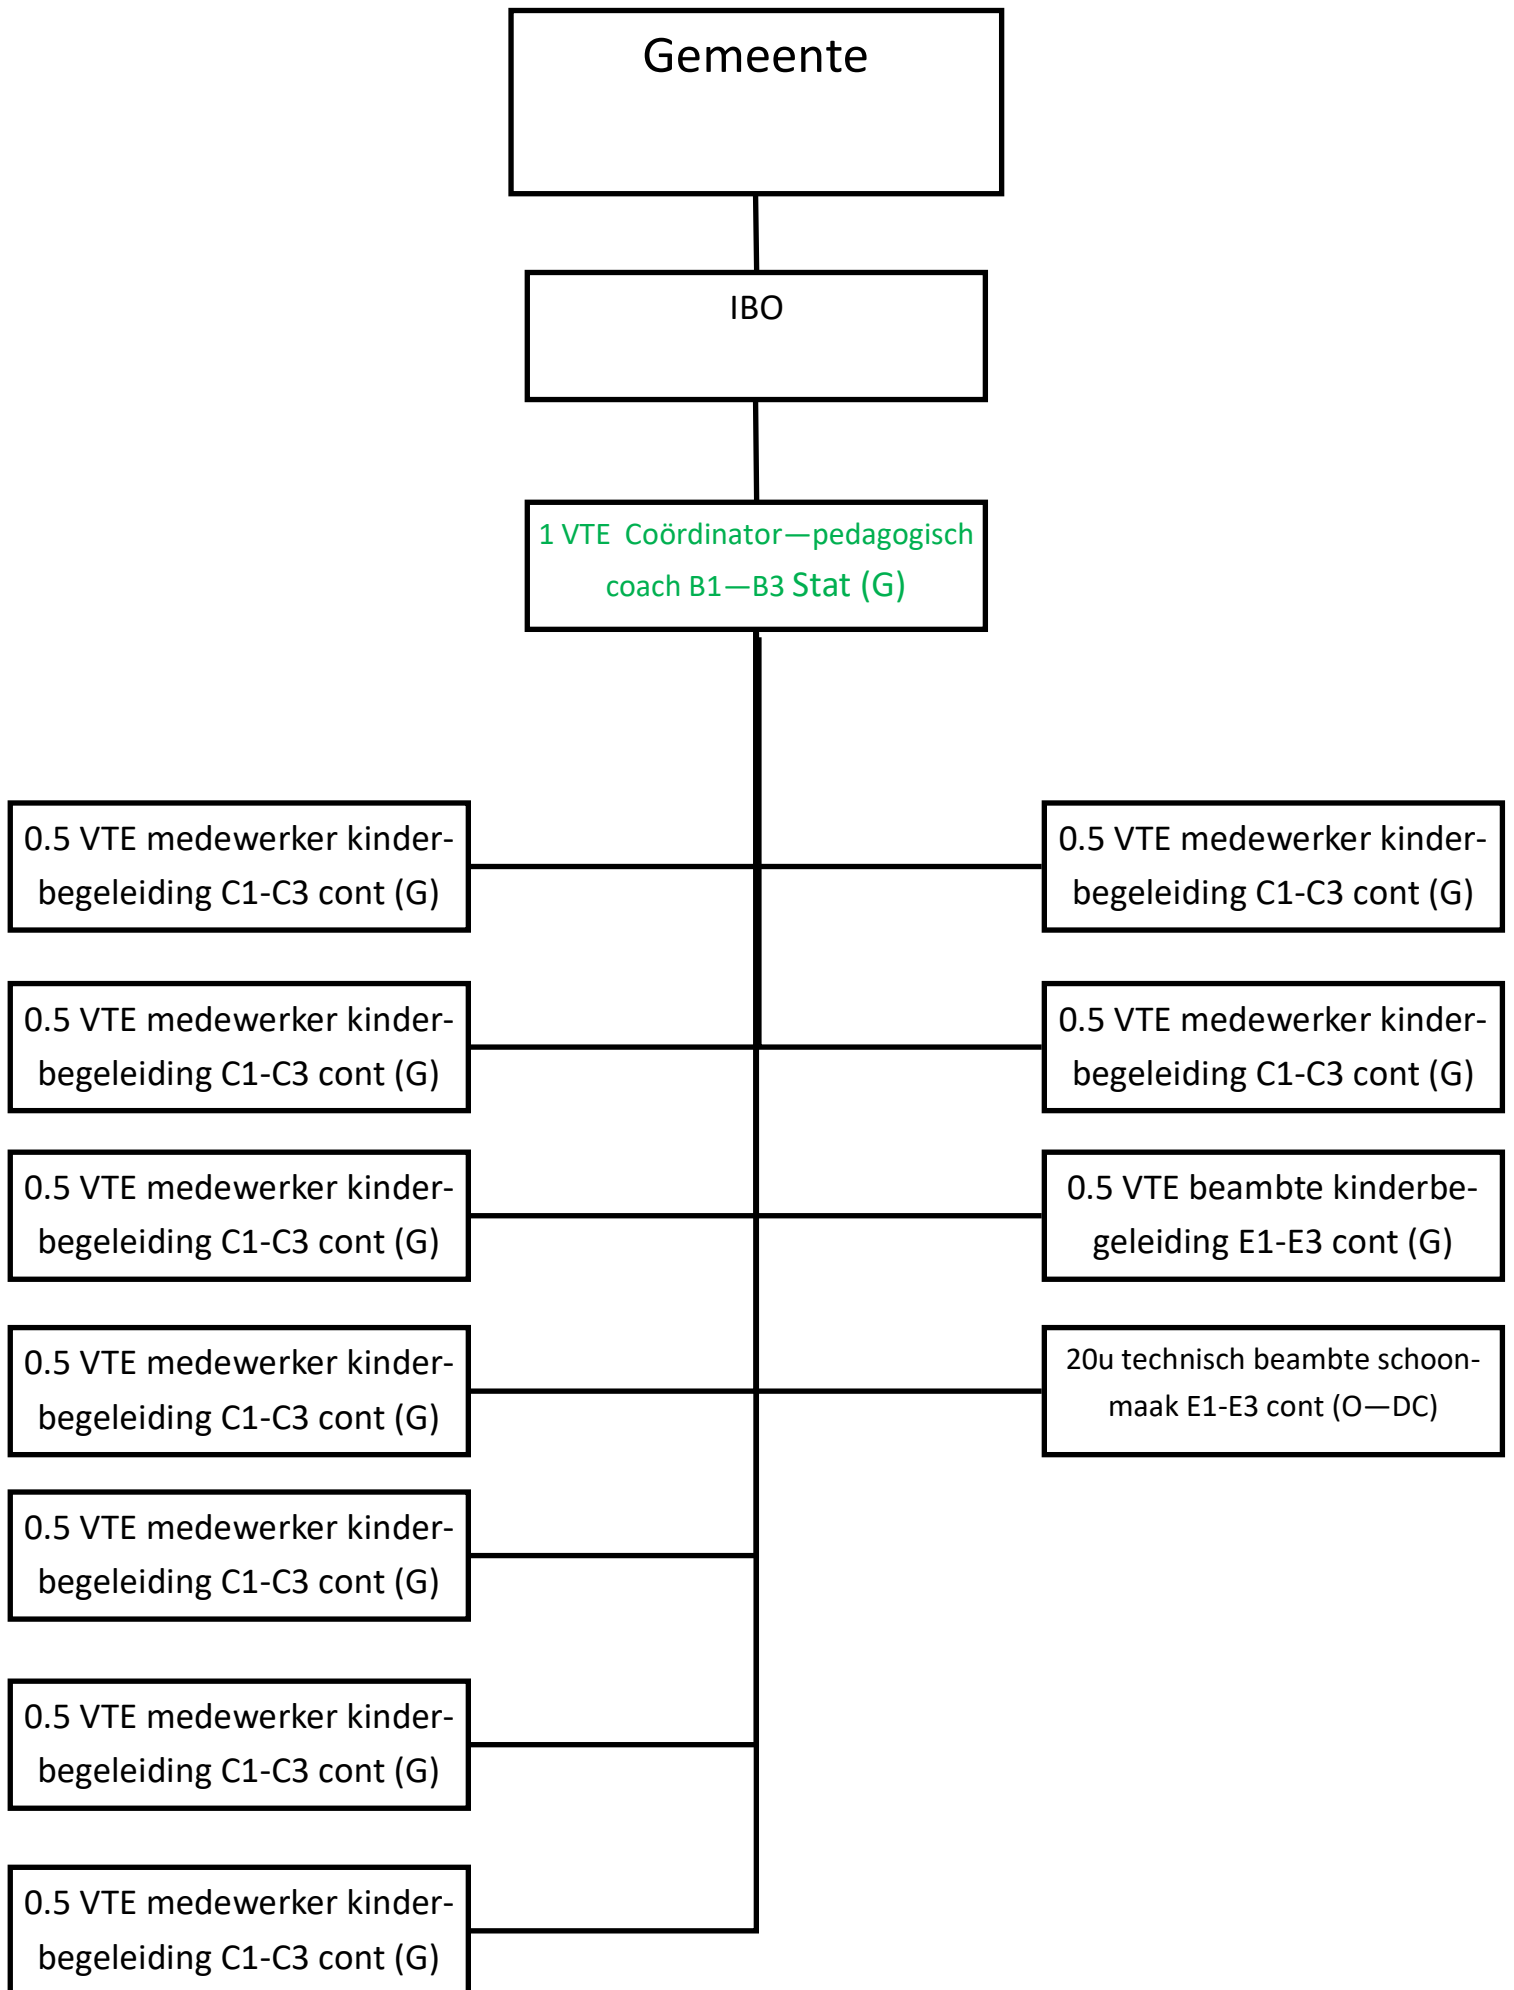 Gemeente
IBO
1 VTE  Coördinator—pedagogisch
coach B1—B3 Stat (G)
0.5 VTE medewerker kinder-
begeleiding C1-C3 cont (G)
0.5 VTE medewerker kinder-
begeleiding C1-C3 cont (G)
0.5 VTE medewerker kinder-
begeleiding C1-C3 cont (G)
0.5 VTE medewerker kinder-
begeleiding C1-C3 cont (G)
0.5 VTE medewerker kinder-
begeleiding C1-C3 cont (G)
0.5 VTE beambte kinderbe-
geleiding E1-E3 cont (G)
0.5 VTE medewerker kinder-
begeleiding C1-C3 cont (G)
20u technisch beambte schoon-
maak E1-E3 cont (O—DC)
0.5 VTE medewerker kinder-
begeleiding C1-C3 cont (G)
0.5 VTE medewerker kinder-
begeleiding C1-C3 cont (G)
0.5 VTE medewerker kinder-
begeleiding C1-C3 cont (G)